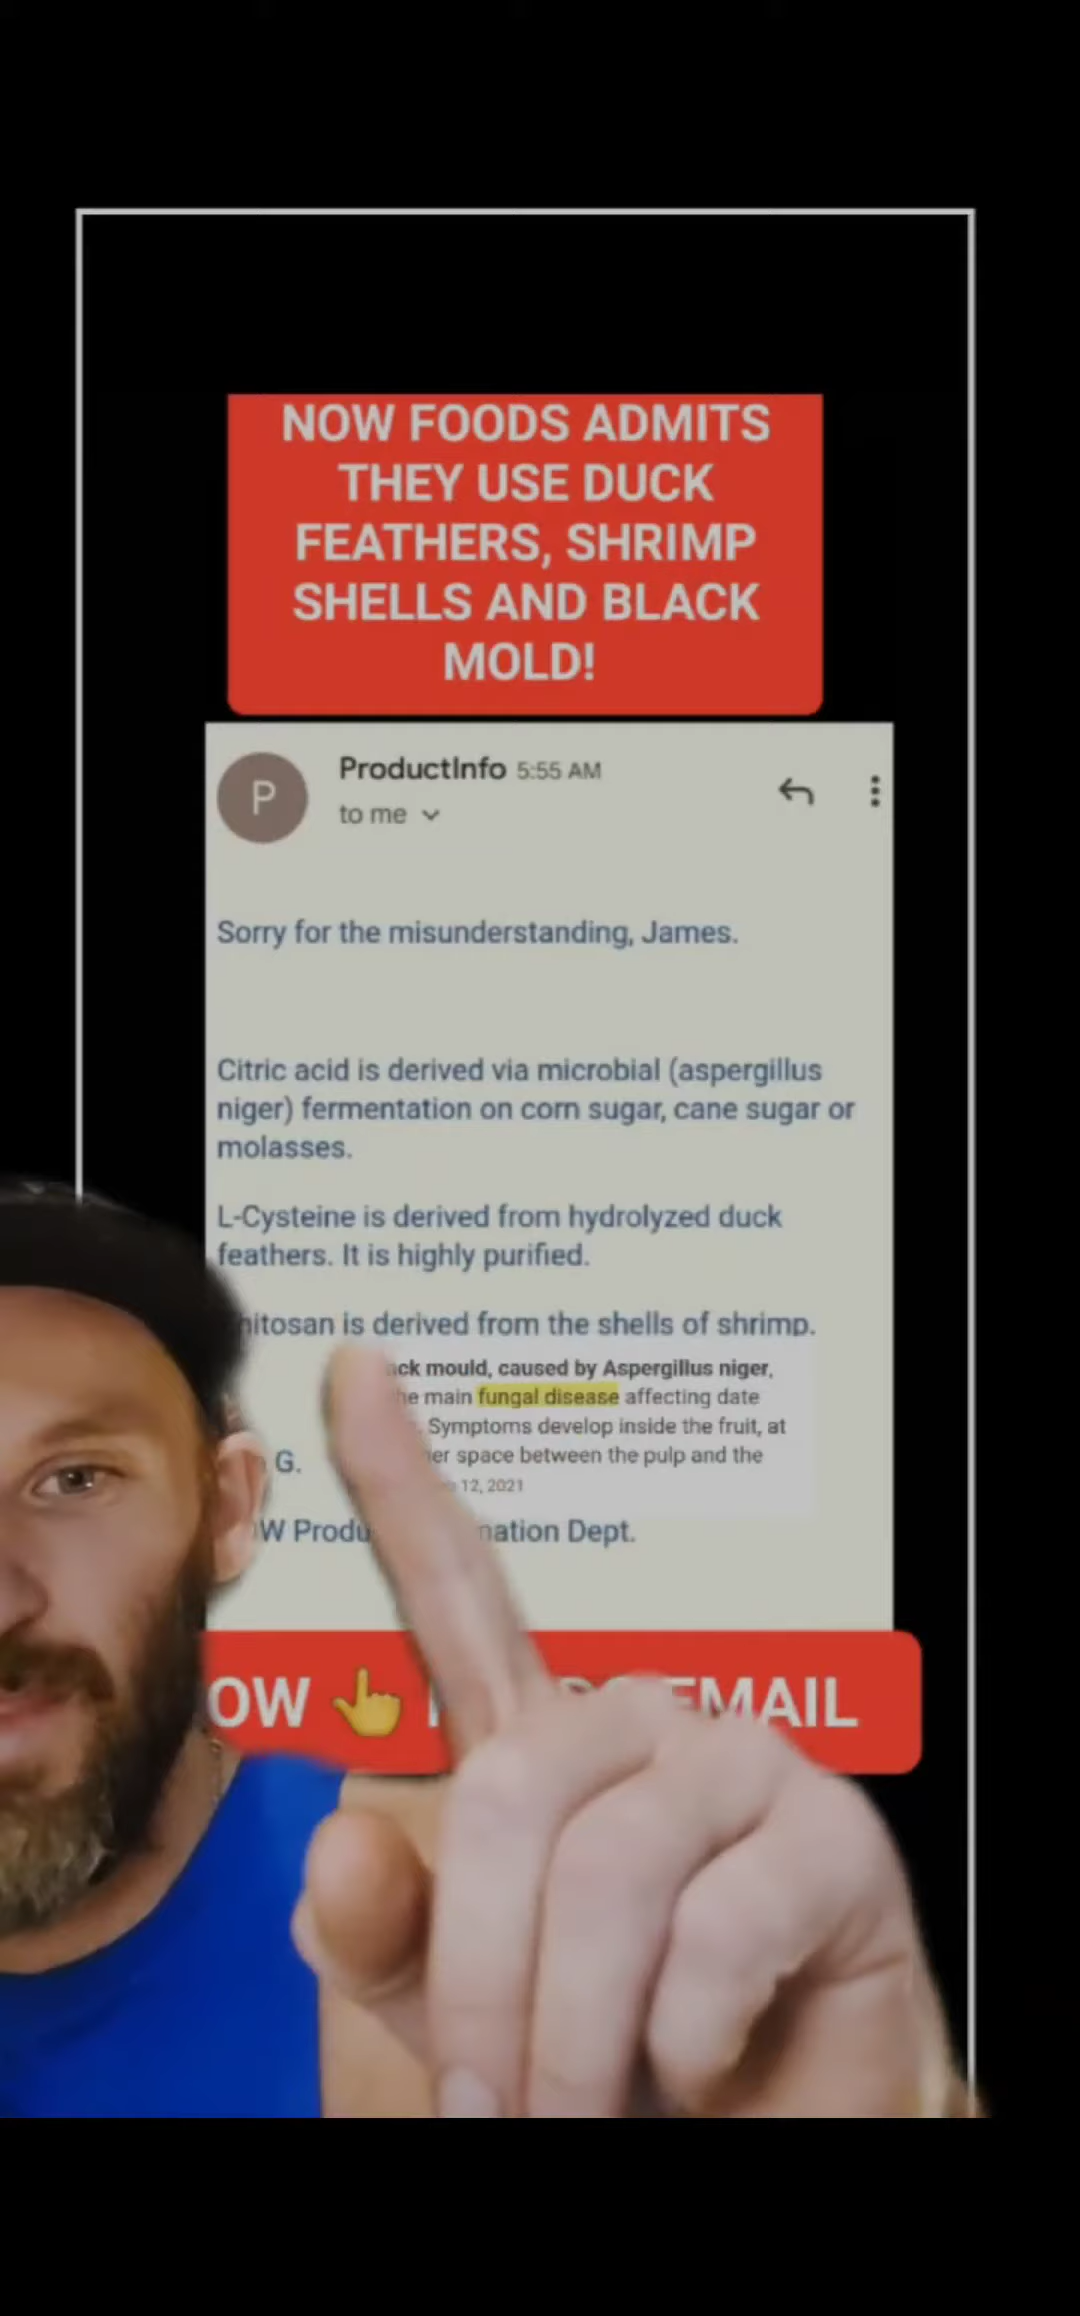 NOW FOODS ADMITS
THEY USE DUCK
FEATHERS, SHRIMP
SHELLS AND BLACK
MOLD!
P
ProductInfo 5:55 AM
to me
Sorry for the misunderstanding, James.
Citric acid is derived via microbial (aspergillus
niger) fermentation on corn sugar, cane sugar or
molasses.
L-Cysteine is derived from hydrolyzed duck
feathers. It is highly purified.
hitosan is derived from the shells of shrimp.
ck mould, caused by Aspergillus niger,
he main fungal disease affecting date
Symptoms develop inside the fruit, at
er space between the pulp and the
12, 2021
G.
W Produ nation Dept.
OW 👆 EMAIL